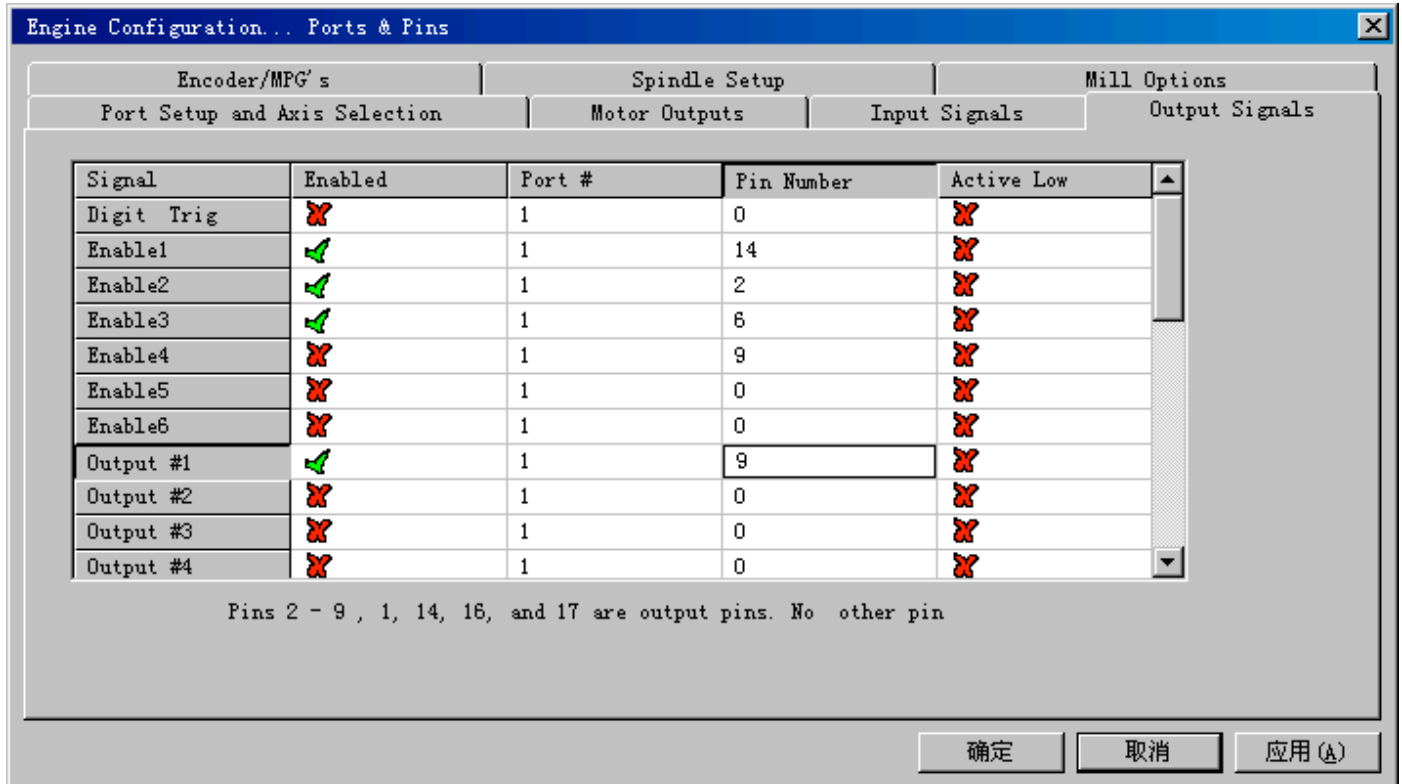 Engine Configuration... Ports & Pins
Encoder/MPG's Spindle Setup Mill Options
Port Setup and Axis Selection Motor Outputs Input Signals Output Signals
Signal Enabled Port # Pin Number Active Low
Digit Trig 1 0
Enable1 1 14
Enable2 1 2
Enable3 1 6
Enable4 1 9
Enable5 1 0
Enable6 1 0
Output #1 1 9
Output #2 1 0
Output #3 1 0
Output #4 1 0
Pins 2 - 9 , 1, 14, 16, and 17 are output pins. No other pin
确定 取消 应用(A)